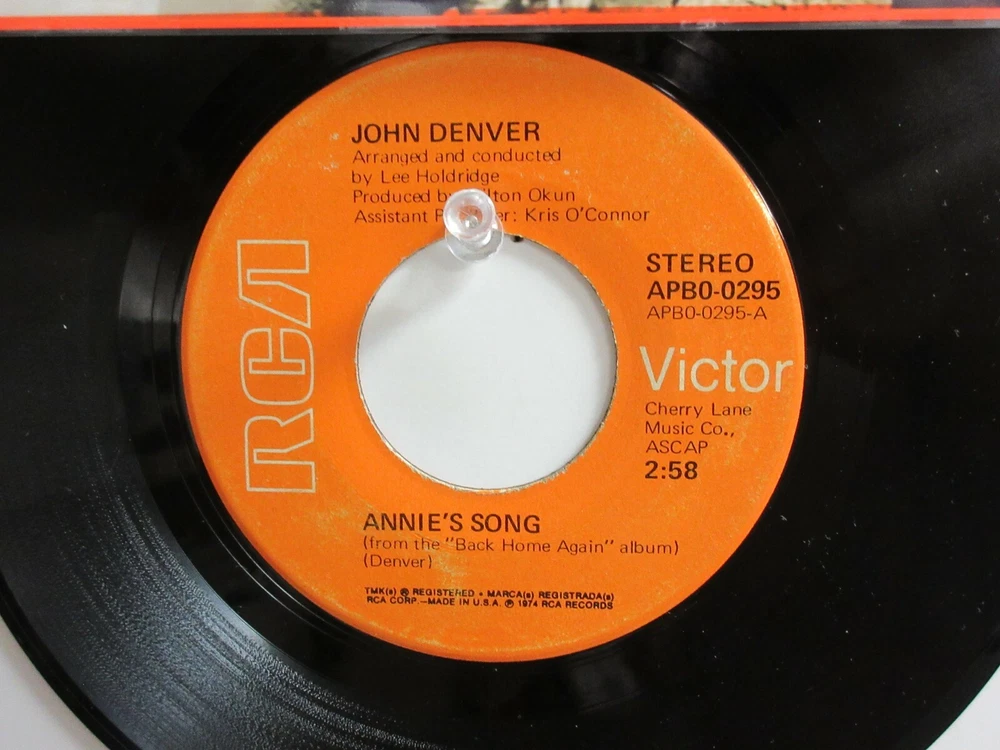 JOHN DENVER
Arranged and conducted
by Lee Holdridge
Produced by Okun
Assistant Kris O'Connor
RCA
STEREO
APBO-0295
APBO-0295-A
Victor
Cherry Lane
Music Co.,
ASCAP
2:58
ANNIE'S SONG
(from the "Back Home Again" album)
(Denver)
TMK(s) ® REGISTERED • MARCA(s) REGISTRADA(s)
RCA CORP.—MADE IN U.S.A. ℗ 1974 RCA RECORDS